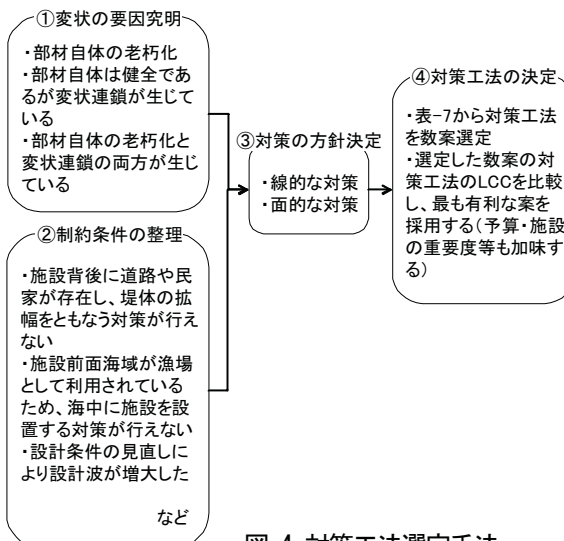 ①変状の要因究明
・部材自体の老朽化
・部材自体は健全であ
るが変状連鎖が生じて
いる
・部材自体の老朽化と
変状連鎖の両方が生じ
ている
②制約条件の整理
・施設背後に道路や民
家が存在し、堤体の拡
幅をともなう対策が行え
ない
・施設前面海域が漁場
として利用されている
ため、海中に施設を設
置する対策が行えない
・設計条件の見直しに
より設計波が増大した
など
③対策の方針決定
・線的な対策
・面的な対策
④対策工法の決定
・表-7から対策工法
を数案選定
・選定した数案の対
策工法のLCCを比較
し、最も有利な案を
採用する(予算・施設
の重要度等も加味す
る)